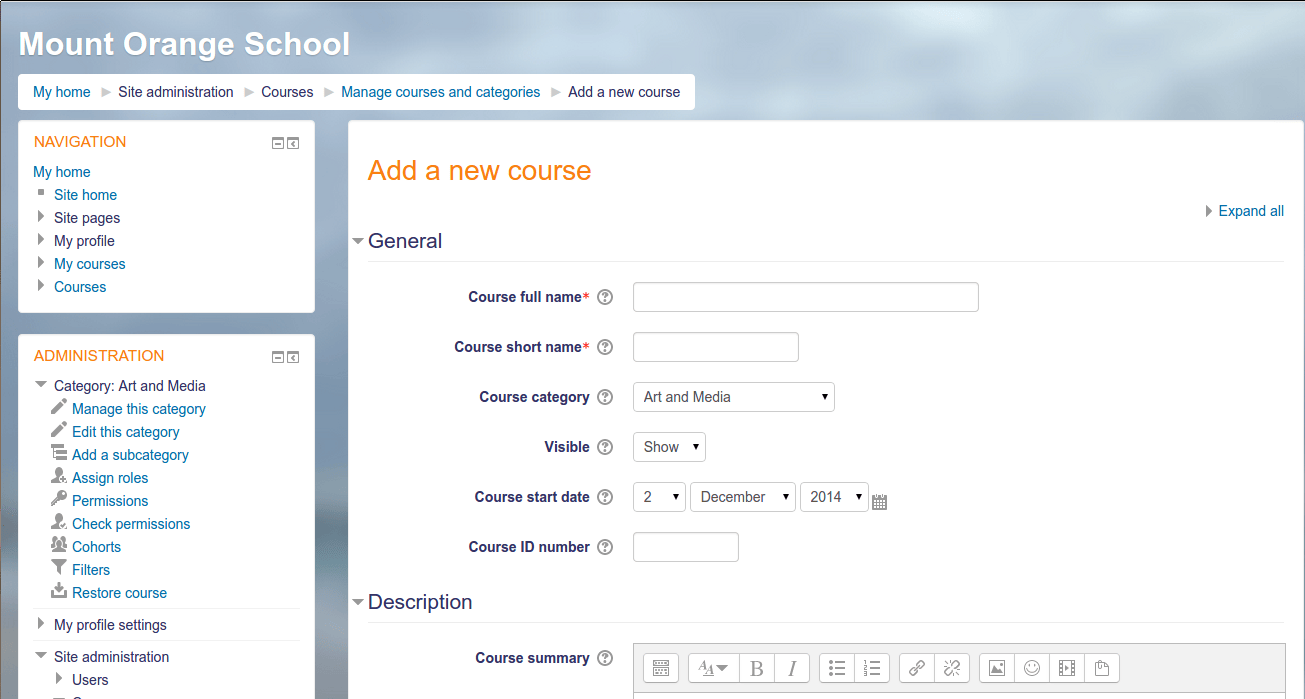 Mount Orange School
My home Site administration Courses Manage courses and categories Add a new course
NAVIGATION
My home
Site home
Site pages
My profile
My courses
Courses
ADMINISTRATION
Category: Art and Media
Manage this category
Edit this category
Add a subcategory
Assign roles
Permissions
Check permissions
Cohorts
Filters
Restore course
My profile settings
Site administration
Users
Add a new course
Expand all
General
Course full name*
Course short name*
Course category Art and Media
Visible Show
Course start date 2 December 2014
Course ID number
Description
Course summary
B I